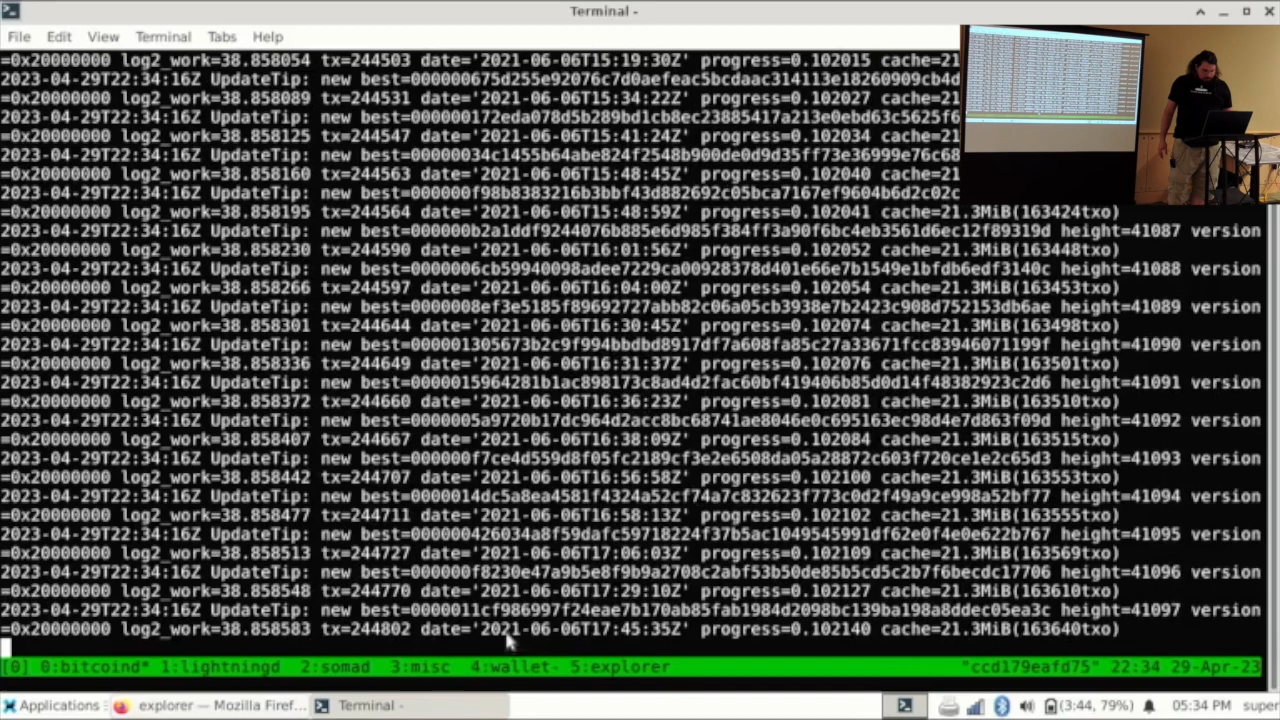 Terminal -
File Edit View Terminal Tabs Help
=0x20000000 log2_work=38.858054 tx=244503 date='2021-06-06T15:19:30Z' progress=0.102015 cache=21
2023-04-29T22:34:16Z UpdateTip: new
=0x20000000 log2_work=38.858089 tx=244531 date='2021-06-06T15:34:22Z' progress=0.102027 cache=21
2023-04-29T22:34:16Z UpdateTip: new
=0x20000000 log2_work=38.858125 tx=244547 date='2021-06-06T15:41:24Z' progress=0.102034 cache=21
2023-04-29T22:34:16Z UpdateTip: new best=00000034c1455b64abe824f2548b900de0d9d35ff73e36999e76c68
=0x20000000 log2_work=38.858160 tx=244563 date='2021-06-06T15:48:45Z' progress=0.102040 cache=21
2023-04-29T22:34:16Z UpdateTip: new best=000000f98b8383216b3bbf43d882692c05bca7167ef9604b6d2c02c
=0x20000000 log2_work=38.858195 tx=244564 date='2021-06-06T15:48:59Z' progress=0.102041 cache=21.3MiB(163424txo)
2023-04-29T22:34:16Z UpdateTip: new best=000000b2a1ddf9244076b885e6d985f384ff3a90f6bc4eb3561d6ec12f89319d height=41087 version
=0x20000000 log2_work=38.858230 tx=244590 date='2021-06-06T16:01:56Z' progress=0.102052 cache=21.3MiB(163448txo)
2023-04-29T22:34:16Z UpdateTip: new best=0000006cb59940098adee7229ca00928378d401e66e7b1549e1bfdb6edf3140c height=41088 version
=0x20000000 log2_work=38.858266 tx=244597 date='2021-06-06T16:04:00Z' progress=0.102054 cache=21.3MiB(163453txo)
2023-04-29T22:34:16Z UpdateTip: new best=0000008ef3e5185f89692727abb82c06a05cb3938e7b2423c908d752153db6ae height=41089 version
=0x20000000 log2_work=38.858301 tx=244644 date='2021-06-06T16:30:45Z' progress=0.102074 cache=21.3MiB(163498txo)
2023-04-29T22:34:16Z UpdateTip: new best=000001305673b2c9f994bbdbd8917df7a608fa85c27a33671fcc83946071199f height=41090 version
=0x20000000 log2_work=38.858336 tx=244649 date='2021-06-06T16:31:37Z' progress=0.102076 cache=21.3MiB(163501txo)
2023-04-29T22:34:16Z UpdateTip: new best=0000015964281b1ac898173c8ad4d2fac60bf419406b85d0d14f48382923c2d6 height=41091 version
=0x20000000 log2_work=38.858372 tx=244660 date='2021-06-06T16:36:23Z' progress=0.102081 cache=21.3MiB(163510txo)
2023-04-29T22:34:16Z UpdateTip: new best=0000005a9720b17dc964d2acc8bc68741ae8046e0c695163ec98d4e7d863f09d height=41092 version
=0x20000000 log2_work=38.858407 tx=244667 date='2021-06-06T16:38:09Z' progress=0.102084 cache=21.3MiB(163515txo)
2023-04-29T22:34:16Z UpdateTip: new best=000000f7ce4d559d8f05fc2189cf3e2e6508da05a28872c603f720ce1e2c65d3 height=41093 version
=0x20000000 log2_work=38.858442 tx=244707 date='2021-06-06T16:56:58Z' progress=0.102100 cache=21.3MiB(163553txo)
2023-04-29T22:34:16Z UpdateTip: new best=0000014dc5a8ea4581f4324a52cf74a7c832623f773c0d2f49a9ce998a52bf77 height=41094 version
=0x20000000 log2_work=38.858477 tx=244711 date='2021-06-06T16:58:13Z' progress=0.102102 cache=21.3MiB(163555txo)
2023-04-29T22:34:16Z UpdateTip: new best=000000426034a8f59dafc59718224f37b5ac1049545991df62e0f4e0e622b767 height=41095 version
=0x20000000 log2_work=38.858513 tx=244727 date='2021-06-06T17:06:03Z' progress=0.102109 cache=21.3MiB(163569txo)
2023-04-29T22:34:16Z UpdateTip: new best=000000f8230e47a9b5e8f9b9a2708c2abf53b50de85b5cd5c2b7f6becdc17706 height=41096 version
=0x20000000 log2_work=38.858548 tx=244770 date='2021-06-06T17:29:10Z' progress=0.102127 cache=21.3MiB(163610txo)
2023-04-29T22:34:16Z UpdateTip: new best=0000011cf986997f24eae7b170ab85fab1984d2098bc139ba198a8ddec05ea3c height=41097 version
=0x20000000 log2_work=38.858583 tx=244802 date='2021-06-06T17:45:35Z' progress=0.102140 cache=21.3MiB(163640txo)
[0] 0:bitcoind* 1:lightningd 2:somad 3:misc 4:wallet- 5:explorer "ccd179eafd75" 22:34 29-Apr-23
Applications explorer — Mozilla Firef... Terminal - (3:44, 79%) 05:34 PM super